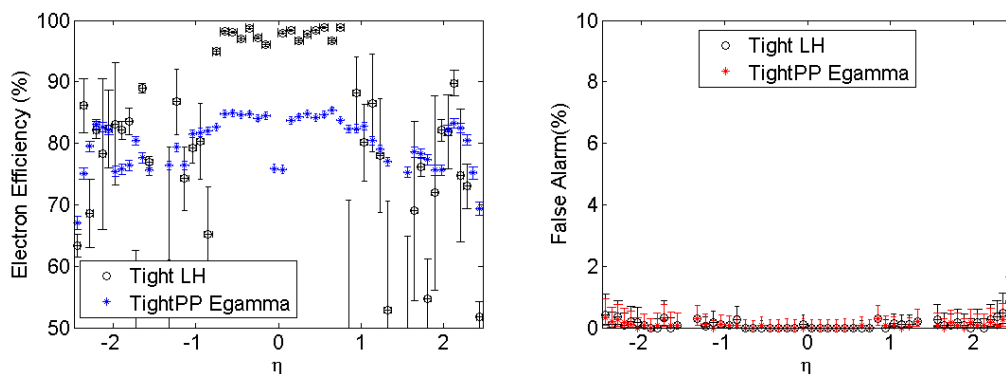 100
90
80
70
60
50
Electron Efficiency (%)
Tight LH
TightPP Egamma
-2
-1
0
1
2
η
10
8
6
4
2
0
False Alarm(%)
Tight LH
TightPP Egamma
-2
-1
0
1
2
η